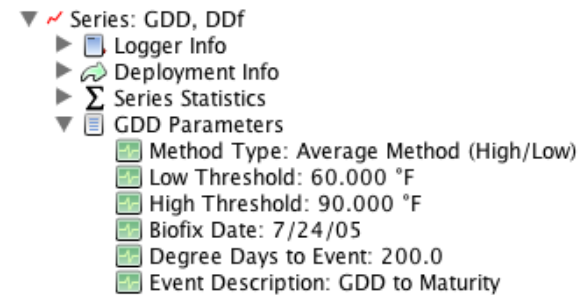 Series: GDD, DDf
Logger Info
Deployment Info
Σ Series Statistics
GDD Parameters
Method Type: Average Method (High/Low)
Low Threshold: 60.000 °F
High Threshold: 90.000 °F
Biofix Date: 7/24/05
Degree Days to Event: 200.0
Event Description: GDD to Maturity